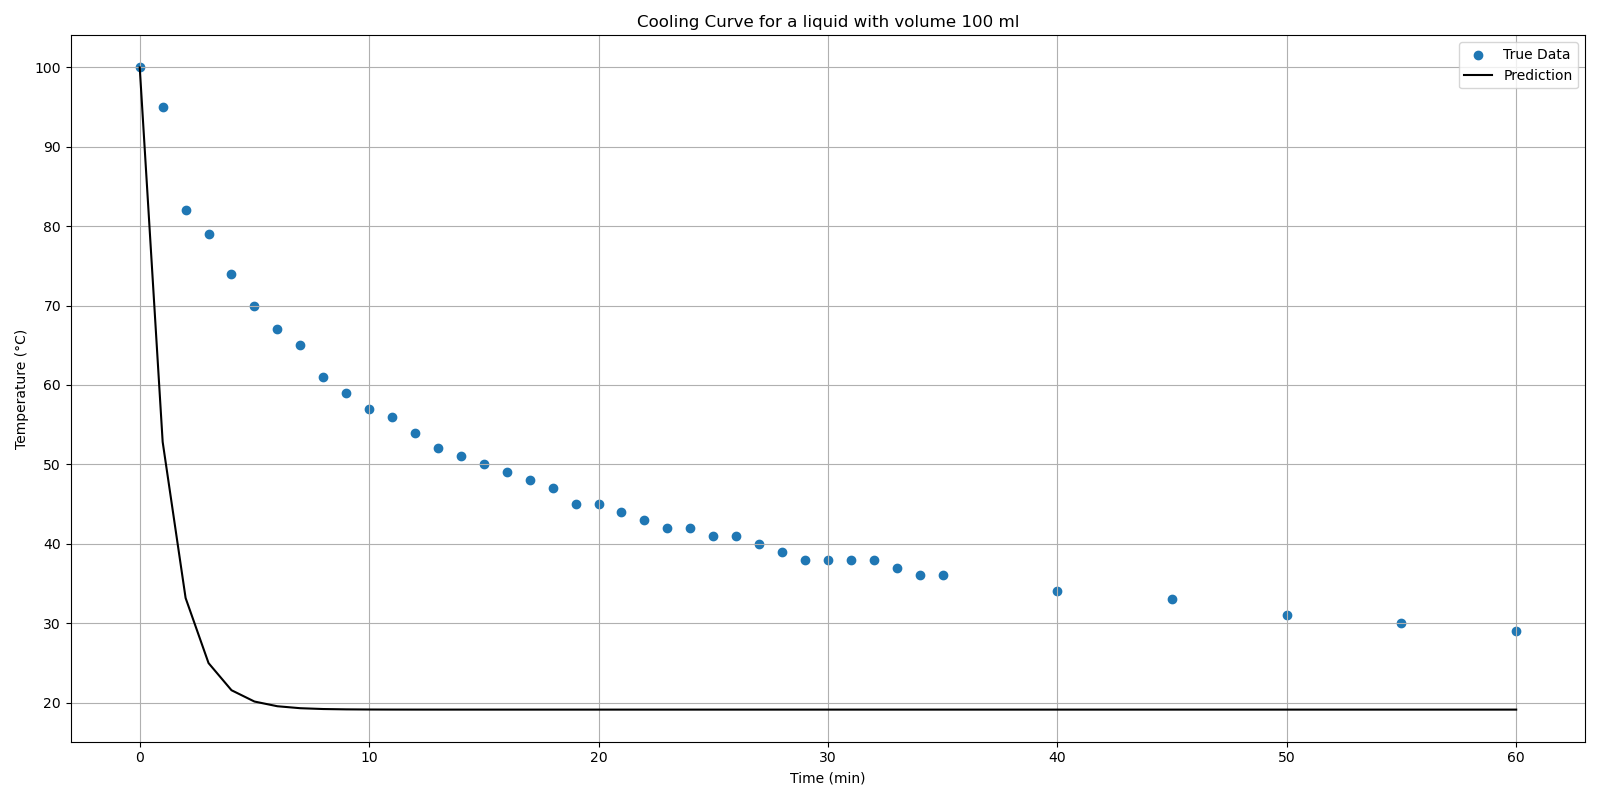 Cooling Curve for a liquid with volume 100 ml
True Data
Prediction
100
90
80
70
60
50
40
30
20
Temperature (°C)
0 10 20 30 40 50 60
Time (min)